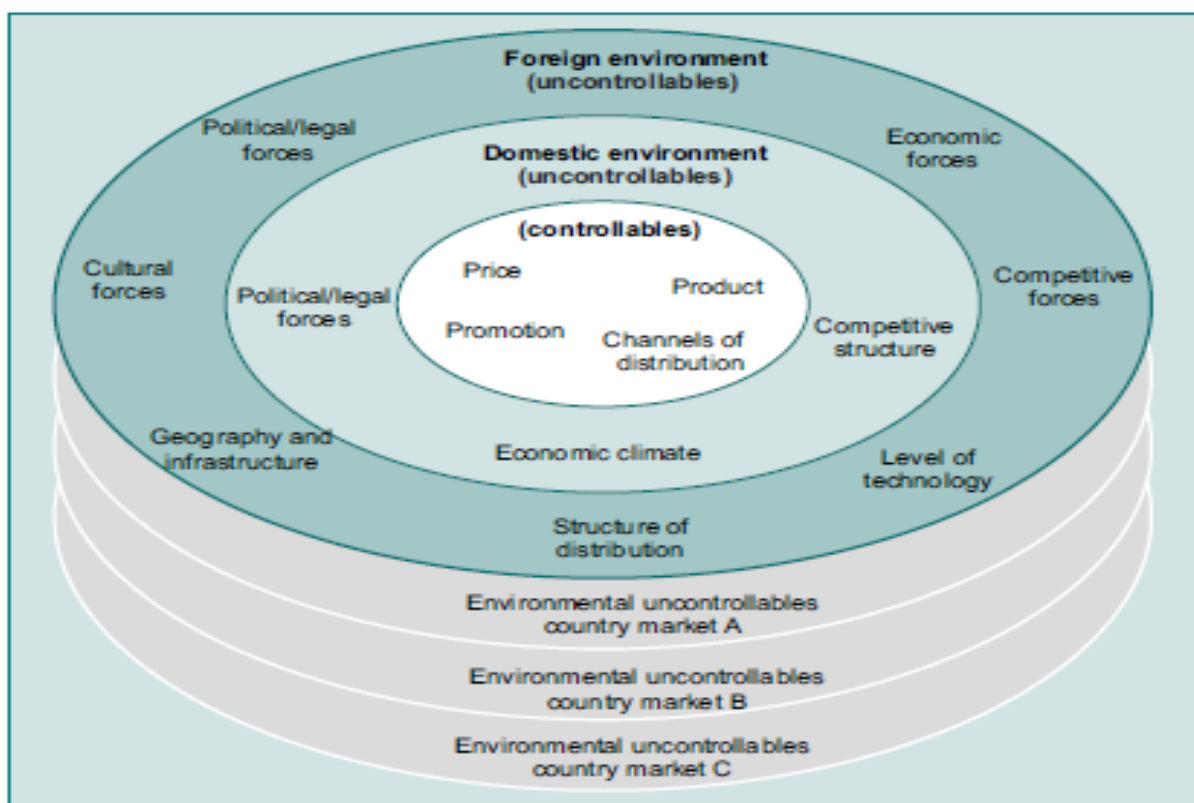 Foreign environment
(uncontrollables)
Political/legal
forces
Economic
forces
Domestic environment
(uncontrollables)
(controllables)
Cultural
forces
Price
Product
Competitive
forces
Political/legal
forces
Promotion
Channels of
distribution
Competitive
structure
Geography and
infrastructure
Economic climate
Level of
technology
Structure of
distribution
Environmental uncontrollables
country market A
Environmental uncontrollables
country market B
Environmental uncontrollables
country market C